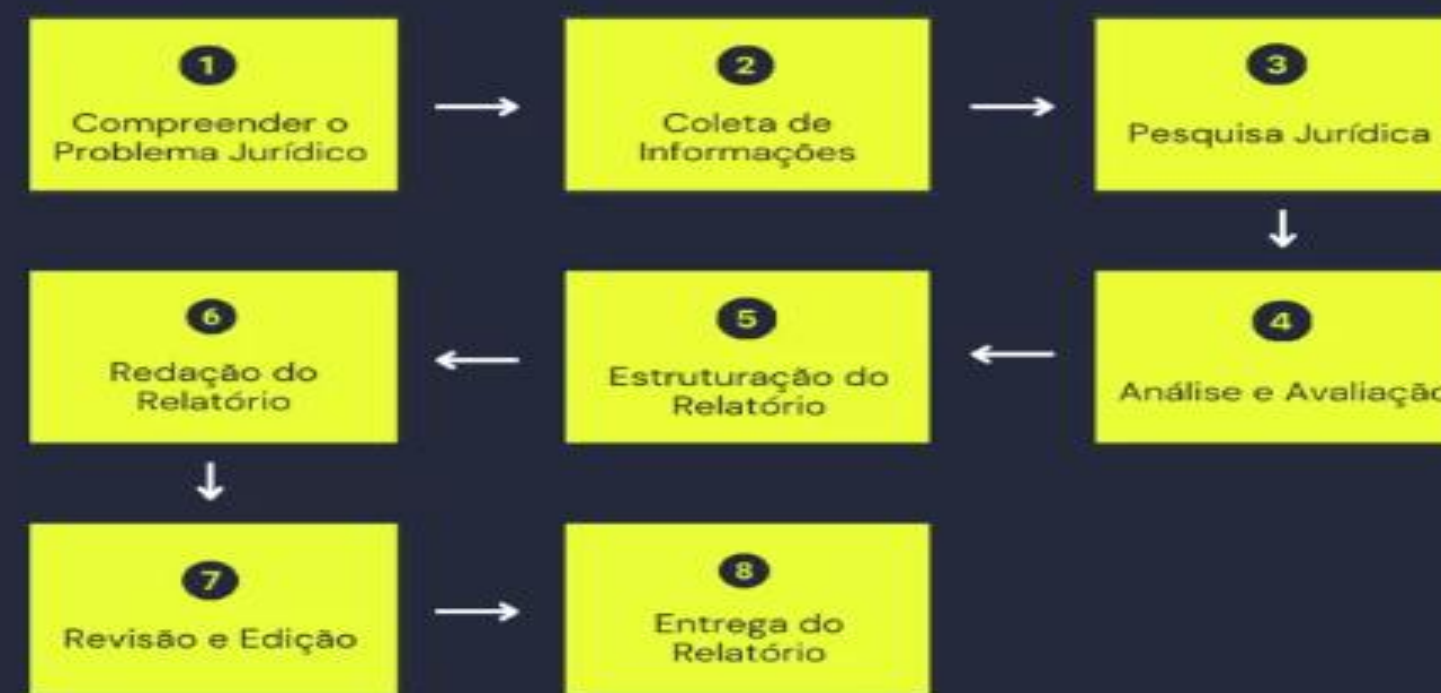 1
Compreender o
Problema Jurídico
2
Coleta de
Informações
3
Pesquisa Jurídica
4
Análise e Avaliação
5
Estruturação do
Relatório
6
Redação do
Relatório
7
Revisão e Edição
8
Entrega do
Relatório